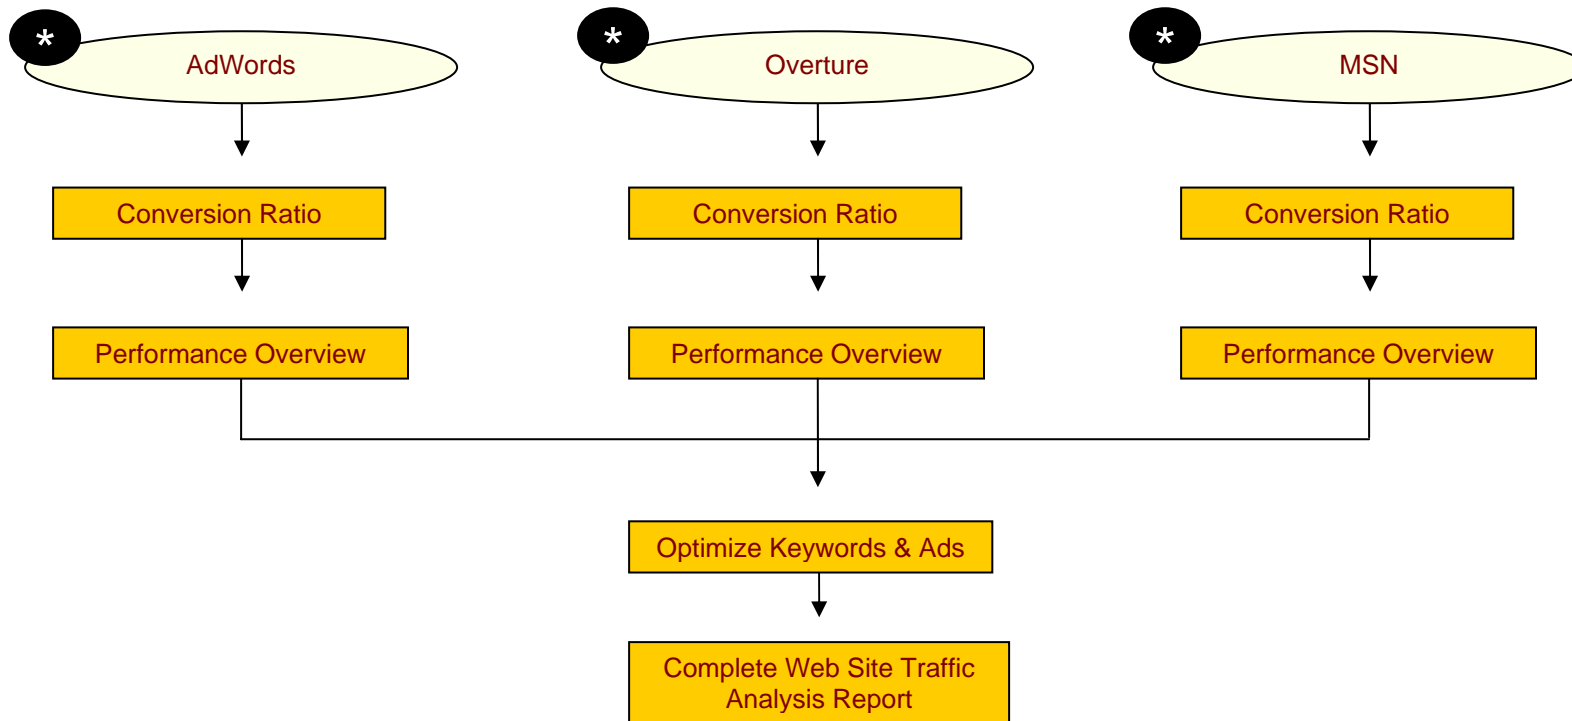 *
AdWords
*
Overture
*
MSN
Conversion Ratio
Conversion Ratio
Conversion Ratio
Performance Overview
Performance Overview
Performance Overview
Optimize Keywords & Ads
Complete Web Site Traffic
Analysis Report